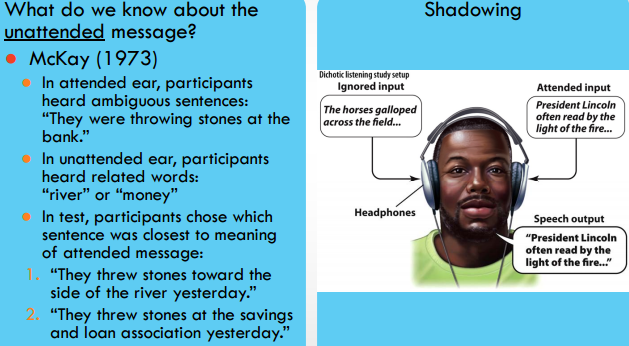 What do we know about the
unattended message?
McKay (1973)
In attended ear, participants
heard ambiguous sentences:
"They were throwing stones at the
bank."
In unattended ear, participants
heard related words:
"river" or "money"
In test, participants chose which
sentence was closest to meaning
of attended message:
1. "They threw stones toward the
side of the river yesterday."
2. "They threw stones at the savings
and loan association yesterday."
Shadowing
Dichotic listening study setup
Ignored input
The horses galloped
across the field...
Attended input
President Lincoln
often read by the
light of the fire...
Headphones
Speech output
"President Lincoln
often read by the
light of the fire..."